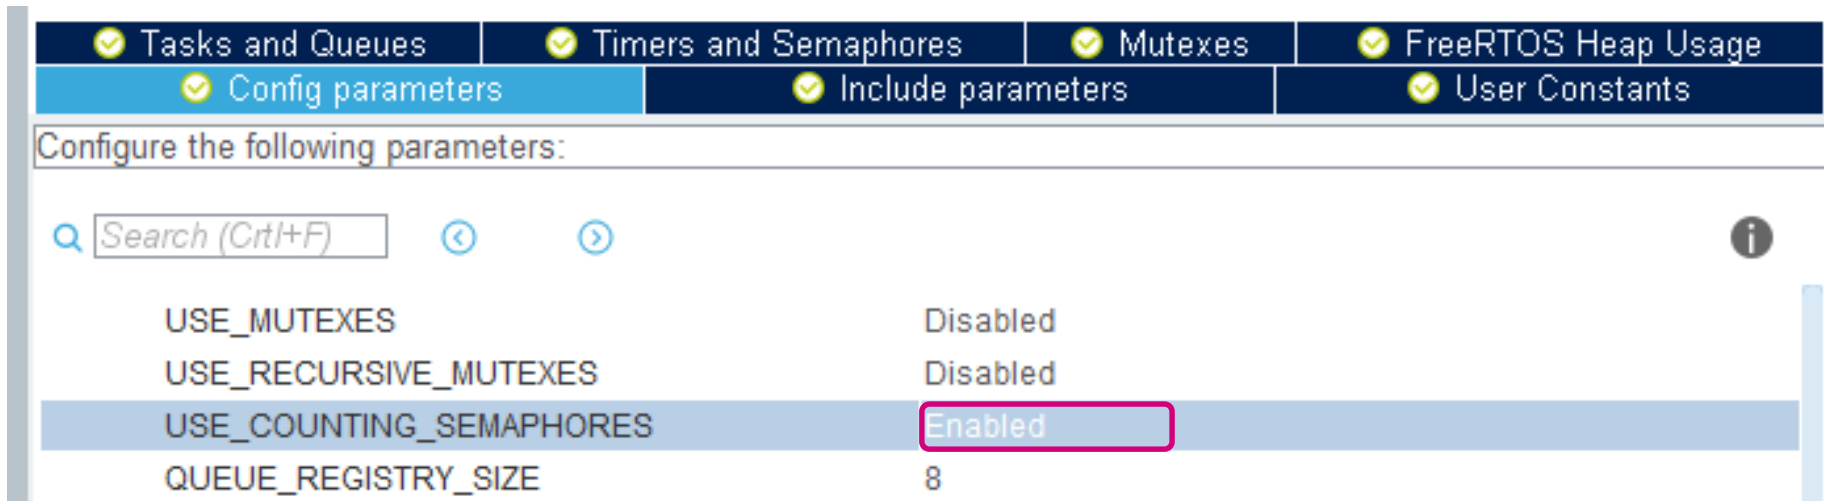 Tasks and Queues Timers and Semaphores Mutexes FreeRTOS Heap Usage
Config parameters Include parameters User Constants
Configure the following parameters:
Search (Crtl+F)
USE_MUTEXES Disabled
USE_RECURSIVE_MUTEXES Disabled
USE_COUNTING_SEMAPHORES Enabled
QUEUE_REGISTRY_SIZE 8